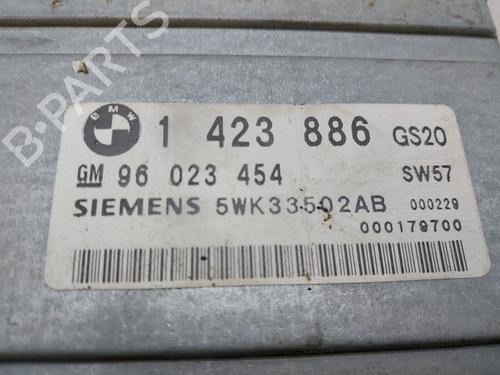 B-PARTS
BMW 1 423 886 GS20
GM 96 023 454 SW57
SIEMENS 5WK33502AB 000229
000179700